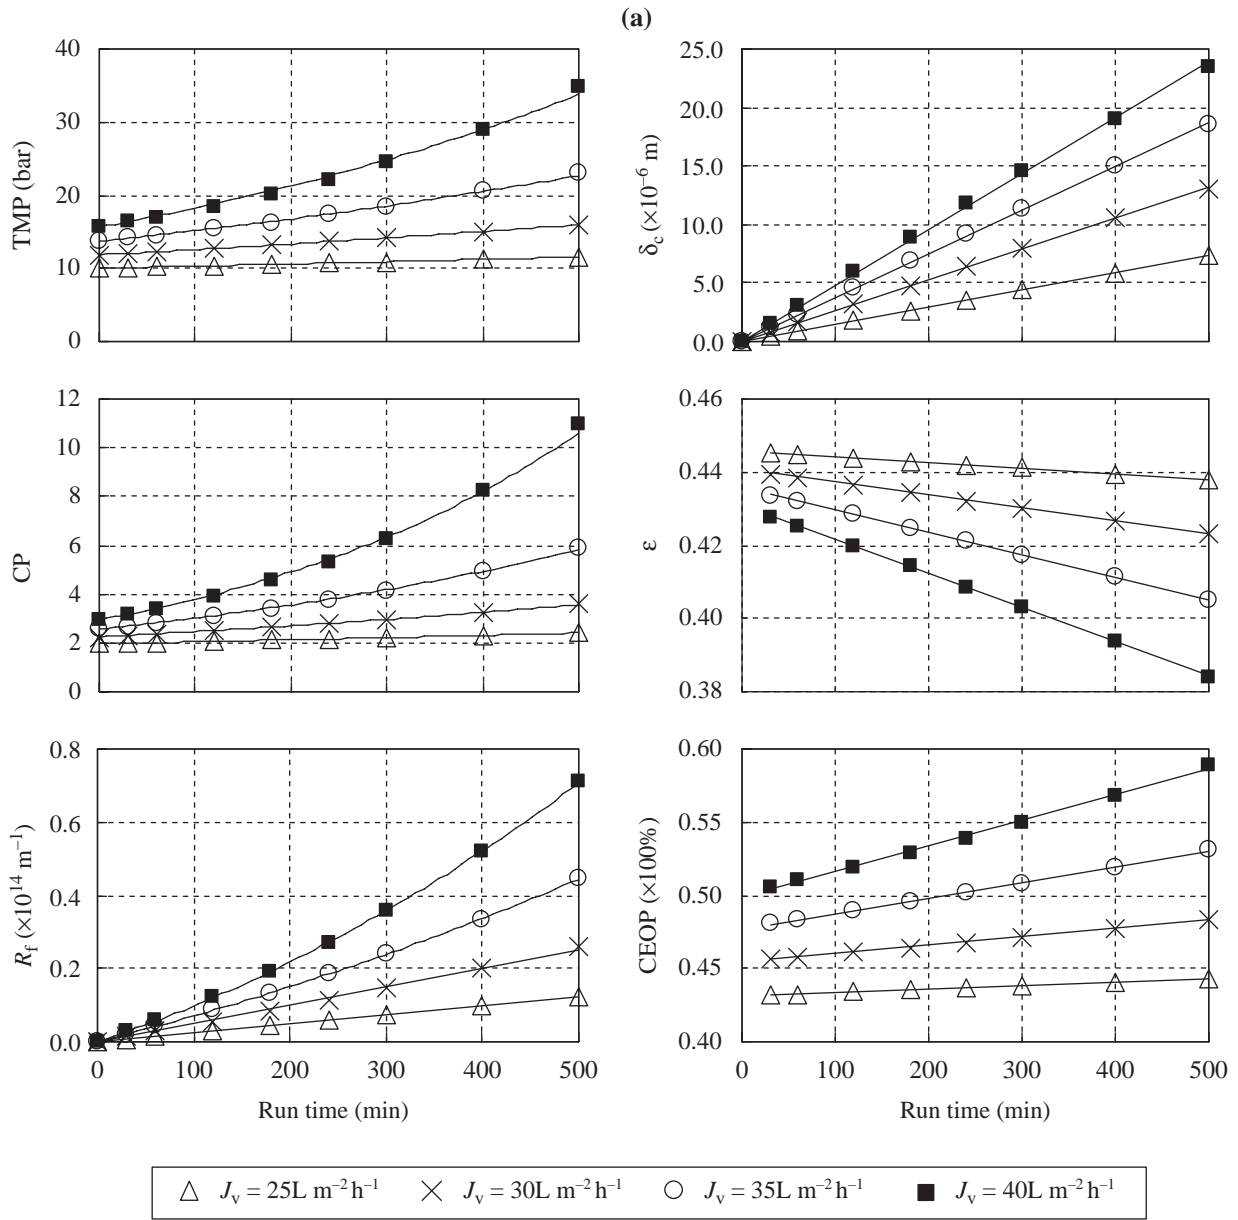 (a)
TMP (bar)
40
30
20
10
0
δc (×10⁻⁶ m)
25.0
20.0
15.0
10.0
5.0
0.0
CP
12
10
8
6
4
2
0
ε
0.46
0.44
0.42
0.40
0.38
Rf (×10¹⁴ m⁻¹)
0.8
0.6
0.4
0.2
0.0
0 100 200 300 400 500
Run time (min)
CEOP (×100%)
0.60
0.55
0.50
0.45
0.40
0 100 200 300 400 500
Run time (min)
Jv = 25L m⁻² h⁻¹ Jv = 30L m⁻² h⁻¹ Jv = 35L m⁻² h⁻¹ Jv = 40L m⁻² h⁻¹